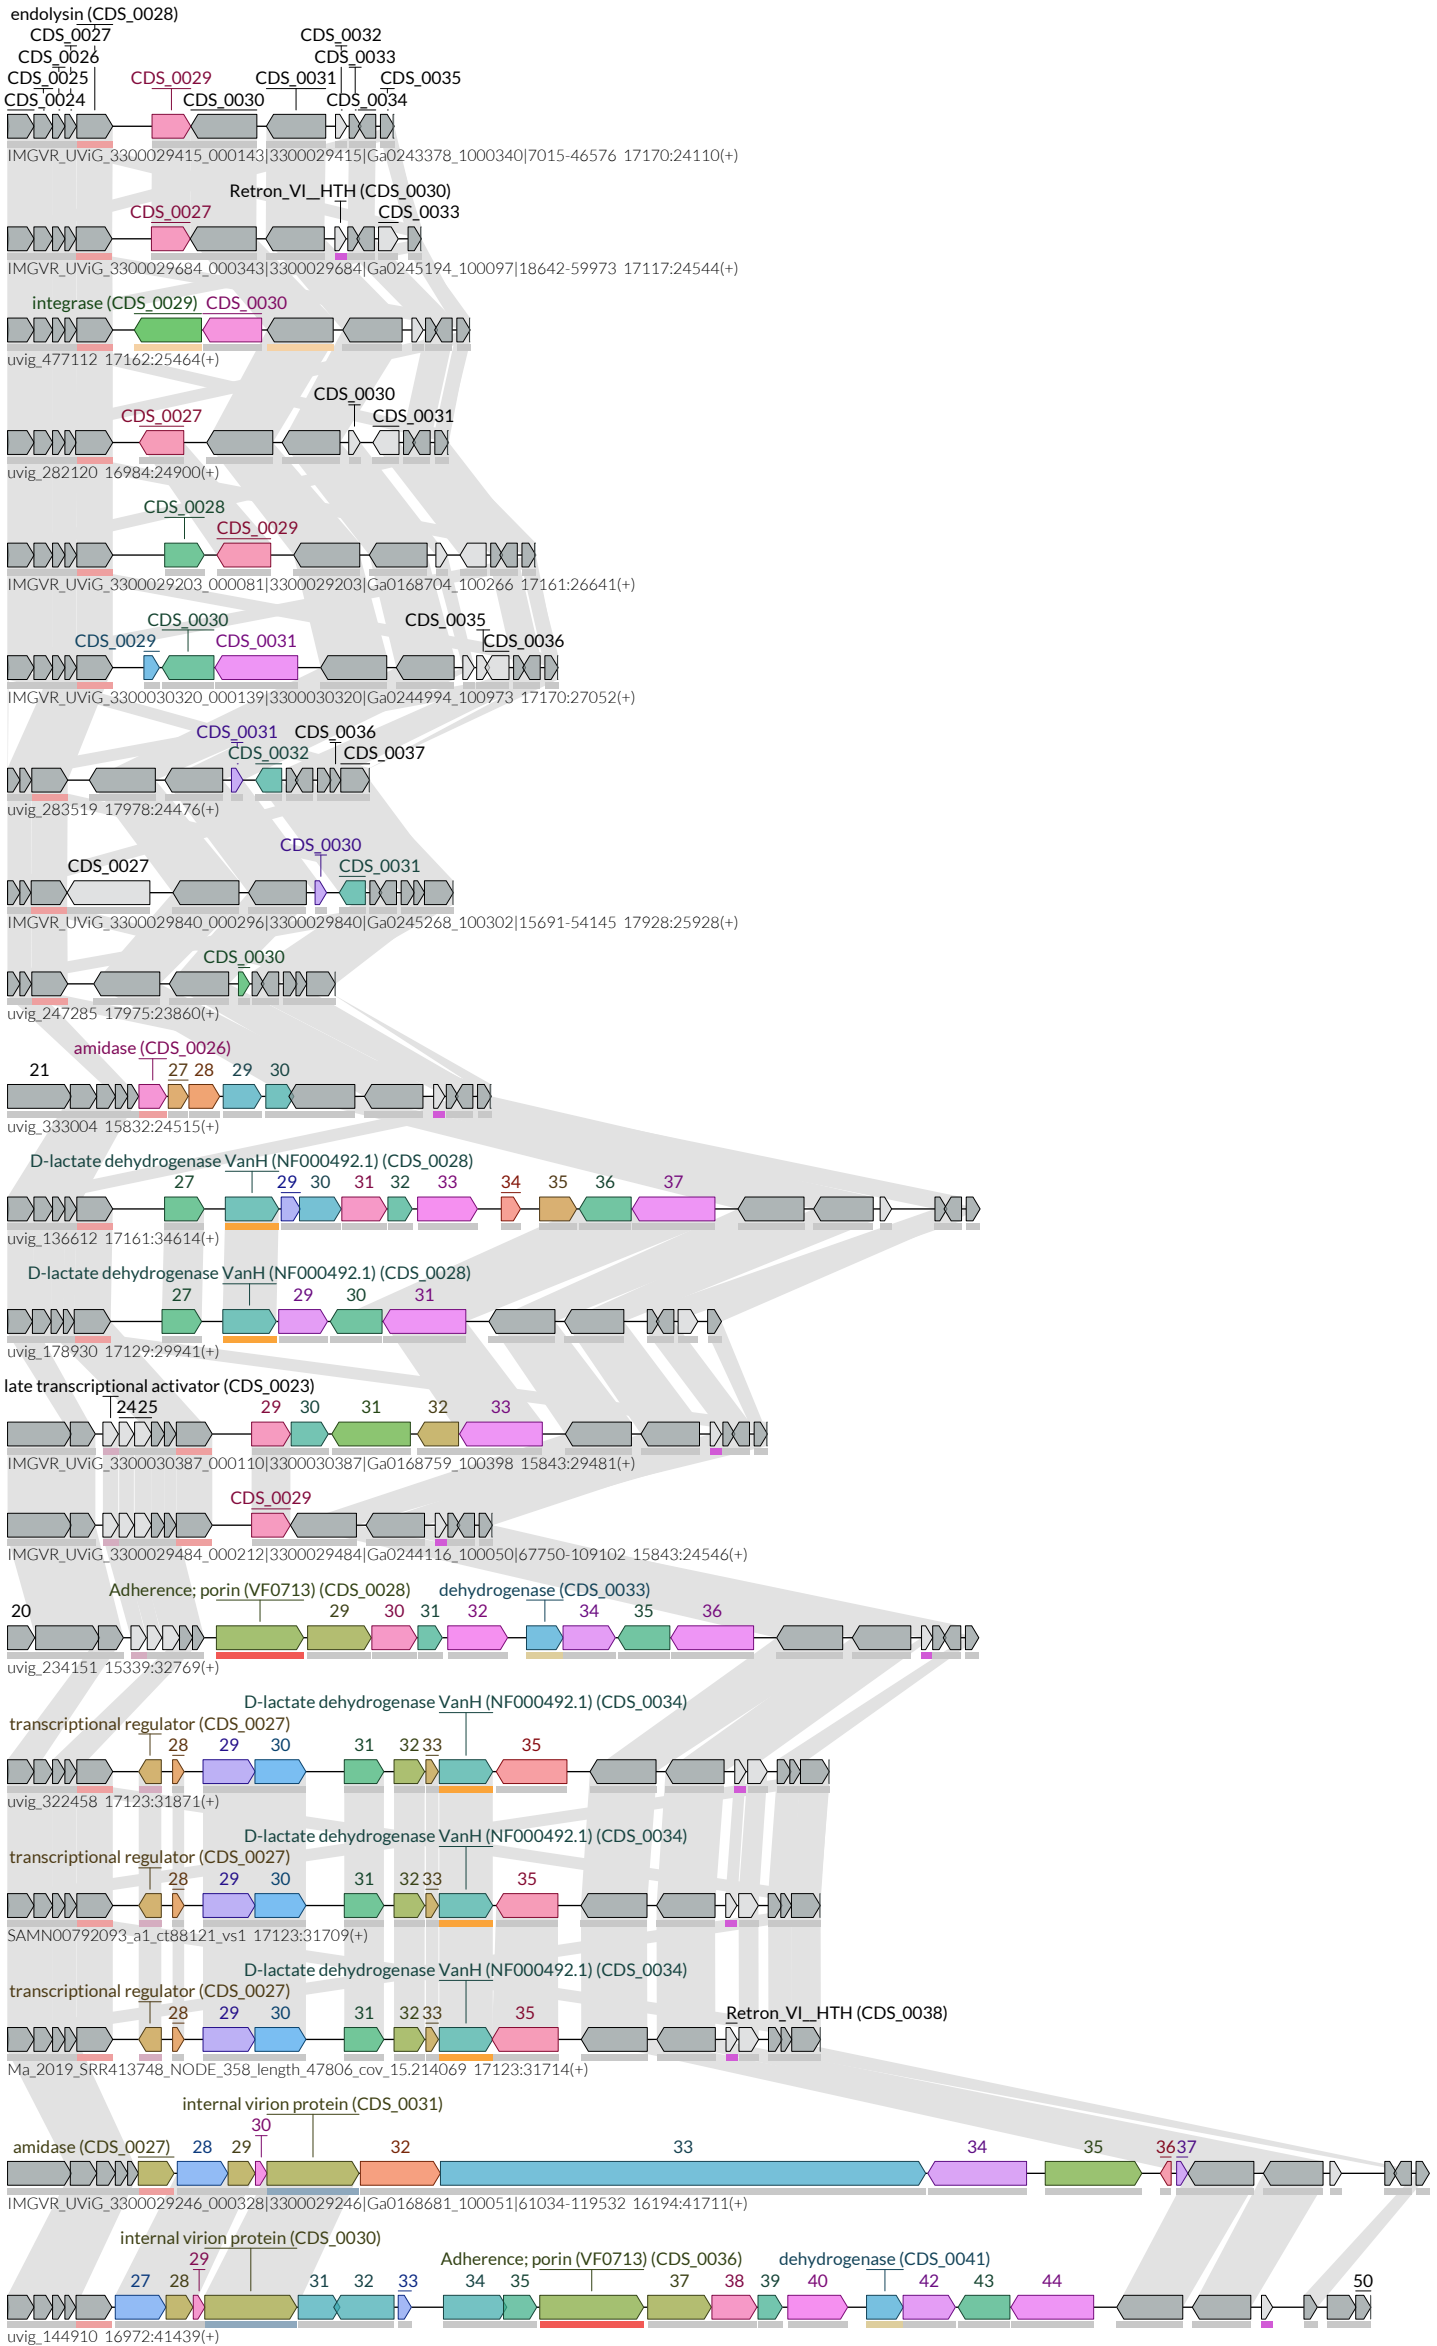 endolysin (CDS_0028)
CDS_0027 CDS_0032
CDS_0026 CDS_0033
CDS_0025 CDS_0029 CDS_0031 CDS_0035
CDS_0024 CDS_0030 CDS_0034
IMGVR_UViG_3300029415_000143|3300029415|Ga0243378_1000340|7015-46576 17170:24110(+)
Retron_VI__HTH (CDS_0030)
CDS_0027 CDS_0033
IMGVR_UViG_3300029684_000343|3300029684|Ga0245194_100097|18642-59973 17117:24544(+)
integrase (CDS_0029) CDS_0030
uvig_477112 17162:25464(+)
CDS_0030
CDS_0027 CDS_0031
uvig_282120 16984:24900(+)
CDS_0028
CDS_0029
IMGVR_UViG_3300029203_000081|3300029203|Ga0168704_100266 17161:26641(+)
CDS_0030 CDS_0035
CDS_0029 CDS_0031 CDS_0036
IMGVR_UViG_3300030320_000139|3300030320|Ga0244994_100973 17170:27052(+)
CDS_0031 CDS_0036
CDS_0032 CDS_0037
uvig_283519 17978:24476(+)
CDS_0030
CDS_0027 CDS_0031
IMGVR_UViG_3300029840_000296|3300029840|Ga0245268_100302|15691-54145 17928:25928(+)
CDS_0030
uvig_247285 17975:23860(+)
amidase (CDS_0026)
21 27 28 29 30
uvig_333004 15832:24515(+)
D-lactate dehydrogenase VanH (NF000492.1) (CDS_0028)
27 29 30 31 32 33 34 35 36 37
uvig_136612 17161:34614(+)
D-lactate dehydrogenase VanH (NF000492.1) (CDS_0028)
27 29 30 31
uvig_178930 17129:29941(+)
late transcriptional activator (CDS_0023)
24 25 29 30 31 32 33
IMGVR_UViG_3300030387_000110|3300030387|Ga0168759_100398 15843:29481(+)
CDS_0029
IMGVR_UViG_3300029484_000212|3300029484|Ga0244116_100050|67750-109102 15843:24546(+)
Adherence; porin (VF0713) (CDS_0028) dehydrogenase (CDS_0033)
20 29 30 31 32 34 35 36
uvig_234151 15339:32769(+)
D-lactate dehydrogenase VanH (NF000492.1) (CDS_0034)
transcriptional regulator (CDS_0027)
28 29 30 31 32 33 35
uvig_322458 17123:31871(+)
D-lactate dehydrogenase VanH (NF000492.1) (CDS_0034)
transcriptional regulator (CDS_0027)
28 29 30 31 32 33 35
SAMN00792093_a1_ct88121_vs1 17123:31709(+)
D-lactate dehydrogenase VanH (NF000492.1) (CDS_0034)
transcriptional regulator (CDS_0027)
28 29 30 31 32 33 35 Retron_VI__HTH (CDS_0038)
Ma_2019_SRR413748_NODE_358_length_47806_cov_15.214069 17123:31714(+)
internal virion protein (CDS_0031)
30
amidase (CDS_0027) 28 29 32 33 34 35 36 37
IMGVR_UViG_3300029246_000328|3300029246|Ga0168681_100051|61034-119532 16194:41711(+)
internal virion protein (CDS_0030)
29 Adherence; porin (VF0713) (CDS_0036) dehydrogenase (CDS_0041)
27 28 31 32 33 34 35 37 38 39 40 42 43 44 50
uvig_144910 16972:41439(+)